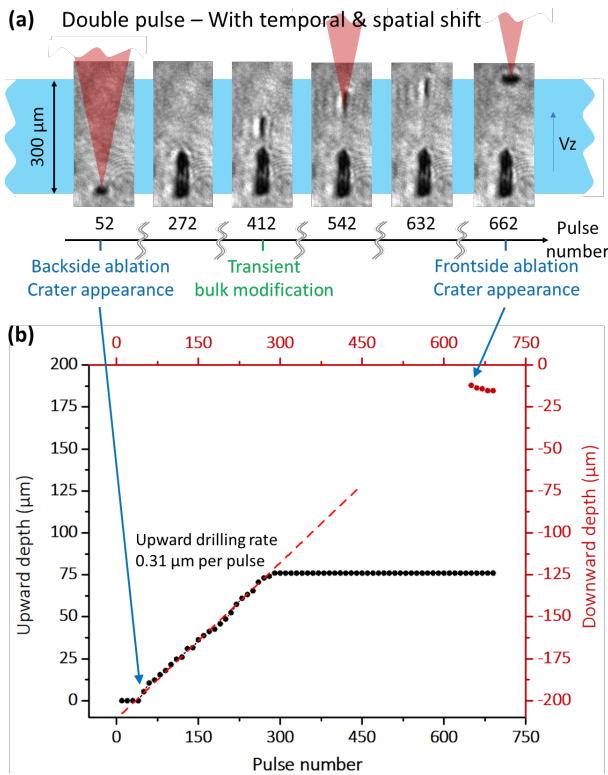 (a) Double pulse – With temporal & spatial shift
300 µm
Vz
52 272 412 542 632 662 Pulse
number
Backside ablation
Crater appearance
Transient
bulk modification
Frontside ablation
Crater appearance
(b)
0 150 300 450 600 750
200 0
175 -25
150 -50
125 -75
100 -100
75 -125
50 -150
25 -175
0 -200
Upward depth (µm)
Downward depth (µm)
Upward drilling rate
0.31 µm per pulse
0 150 300 450 600 750
Pulse number